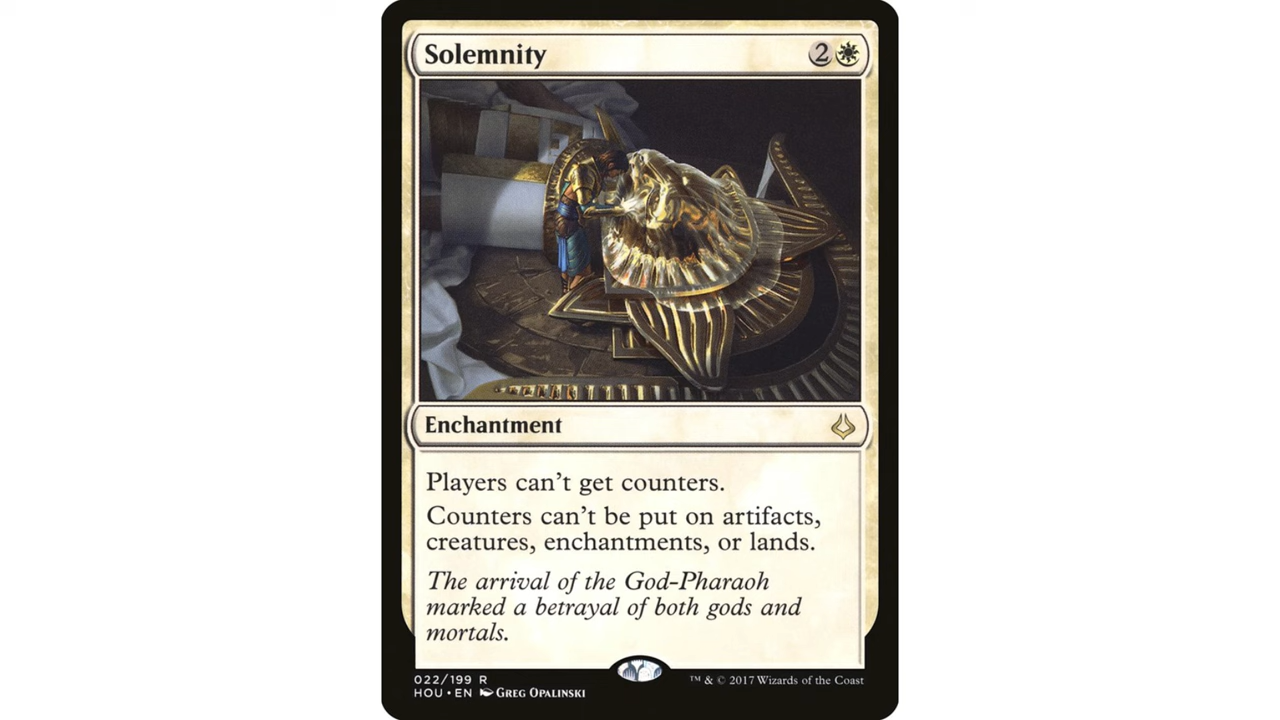 Solemnity
2
Enchantment
Players can't get counters.
Counters can't be put on artifacts,
creatures, enchantments, or lands.
The arrival of the God-Pharaoh
marked a betrayal of both gods and
mortals.
022/199 R
HOU • EN Greg Opalinski
™ & © 2017 Wizards of the Coast